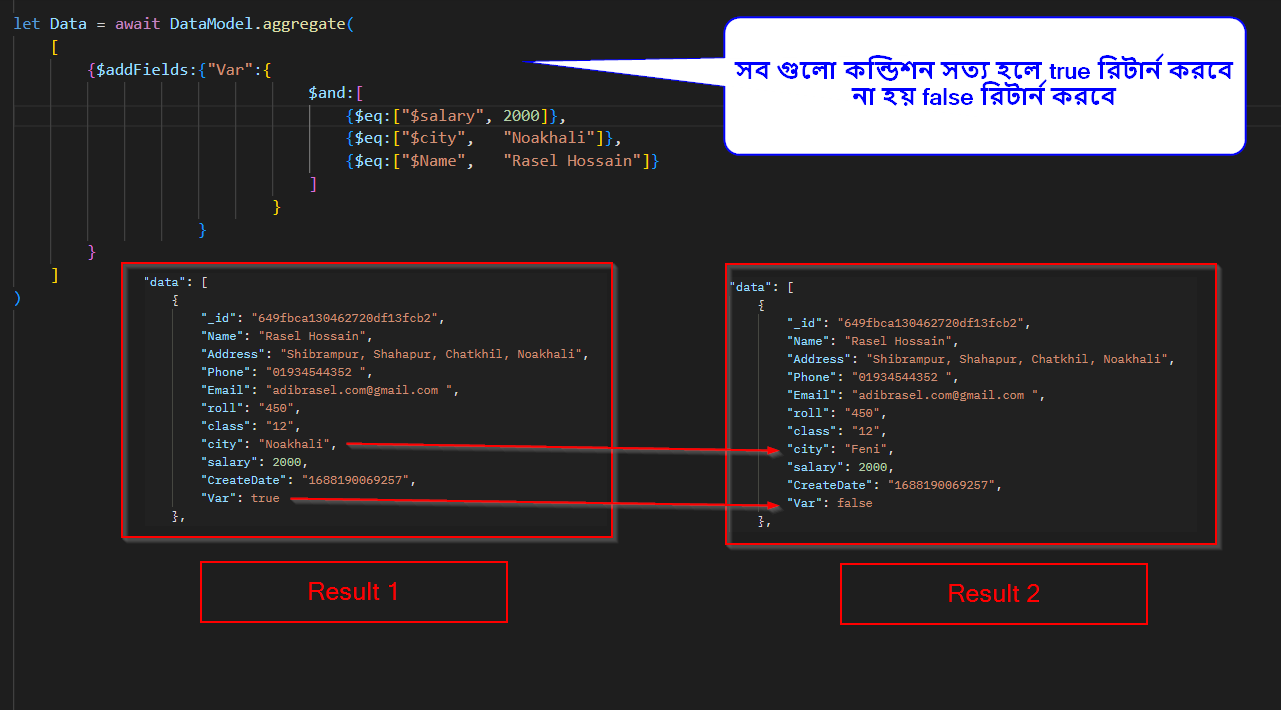 let Data = await DataModel.aggregate(
[
{$addFields:{"Var":{
$and:[
{$eq:["$salary", 2000]},
{$eq:["$city", "Noakhali"]},
{$eq:["$Name", "Rasel Hossain"]}
]
}
}
}
]
)
সব গুলো কন্ডিশন সত্য হলে true রিটার্ন করবে
না হয় false রিটার্ন করবে
"data": [
{
"_id": "649fbca130462720df13fcb2",
"Name": "Rasel Hossain",
"Address": "Shibrampur, Shahapur, Chatkhil, Noakhali",
"Phone": "01934544352 ",
"Email": "adibrasel.com@gmail.com ",
"roll": "450",
"class": "12",
"city": "Noakhali",
"salary": 2000,
"CreateDate": "1688190069257",
"Var": true
},
Result 1
"data": [
{
"_id": "649fbca130462720df13fcb2",
"Name": "Rasel Hossain",
"Address": "Shibrampur, Shahapur, Chatkhil, Noakhali",
"Phone": "01934544352 ",
"Email": "adibrasel.com@gmail.com ",
"roll": "450",
"class": "12",
"city": "Feni",
"salary": 2000,
"CreateDate": "1688190069257",
"Var": false
},
Result 2